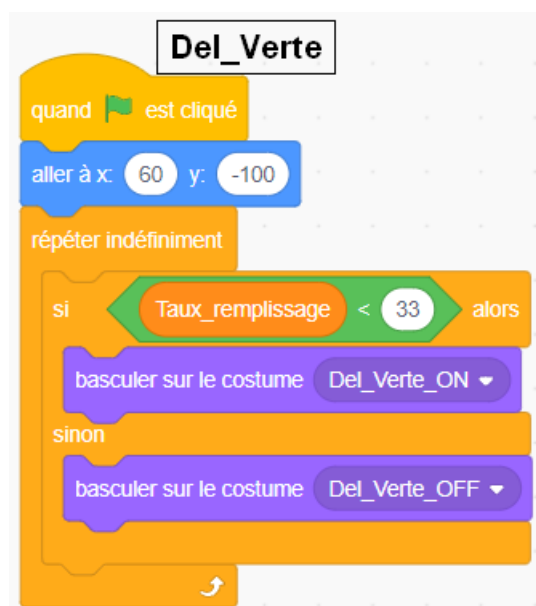 Del_Verte
quand est cliqué
aller à x: 60 y: -100
répéter indéfiniment
si Taux_remplissage < 33 alors
basculer sur le costume Del_Verte_ON
sinon
basculer sur le costume Del_Verte_OFF